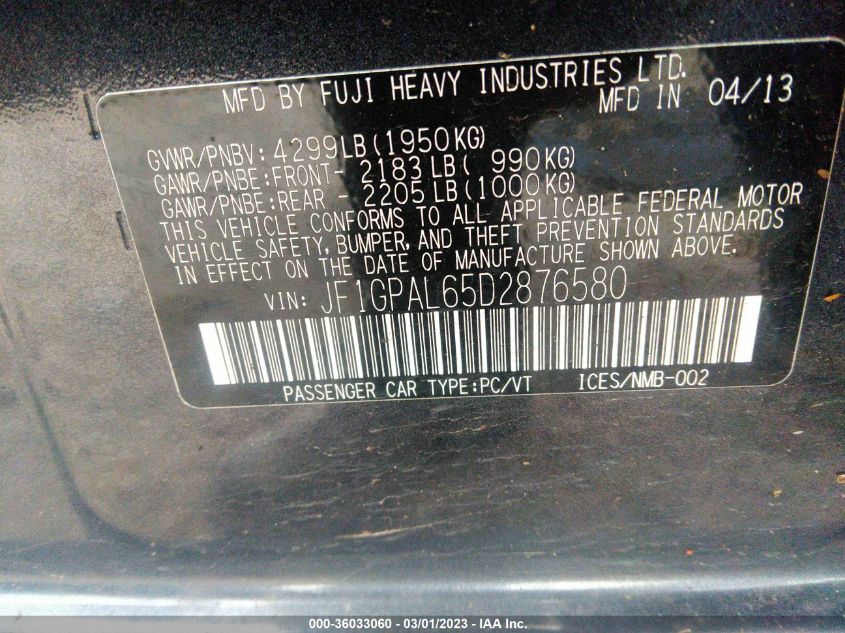 MFD BY FUJI HEAVY INDUSTRIES LTD.
MFD IN 04/13
GVWR/PNBV: 4299LB (1950KG)
GAWR/PNBE: FRONT- 2183 LB ( 990KG)
GAWR/PNBE: REAR - 2205 LB (1000KG)
THIS VEHICLE CONFORMS TO ALL APPLICABLE FEDERAL MOTOR
VEHICLE SAFETY, BUMPER, AND THEFT PREVENTION STANDARDS
IN EFFECT ON THE DATE OF MANUFACTURE SHOWN ABOVE.
VIN: JF1GPAL65D2876580
PASSENGER CAR TYPE:PC/VT ICES/NMB-002
000-36033060 - 03/01/2023 - IAA Inc.